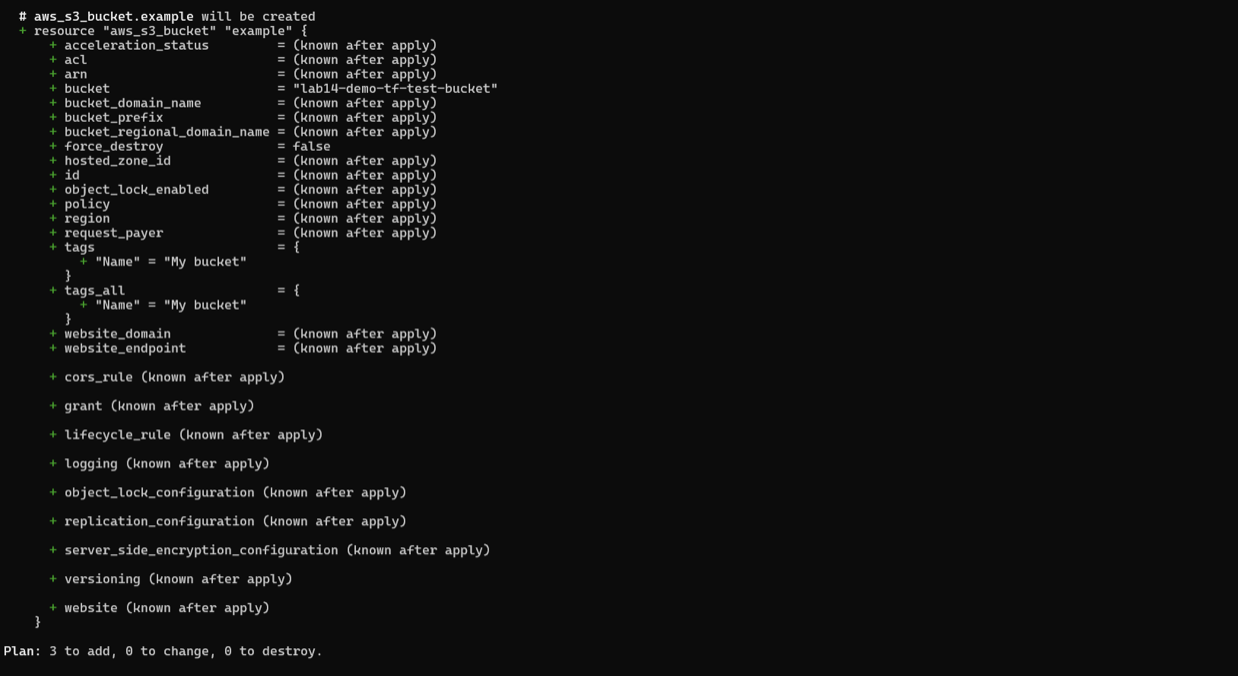 # aws_s3_bucket.example will be created
+ resource "aws_s3_bucket" "example" {
+ acceleration_status = (known after apply)
+ acl = (known after apply)
+ arn = (known after apply)
+ bucket = "lab14-demo-tf-test-bucket"
+ bucket_domain_name = (known after apply)
+ bucket_prefix = (known after apply)
+ bucket_regional_domain_name = (known after apply)
+ force_destroy = false
+ hosted_zone_id = (known after apply)
+ id = (known after apply)
+ object_lock_enabled = (known after apply)
+ policy = (known after apply)
+ region = (known after apply)
+ request_payer = (known after apply)
+ tags = {
+ "Name" = "My bucket"
}
+ tags_all = {
+ "Name" = "My bucket"
}
+ website_domain = (known after apply)
+ website_endpoint = (known after apply)
+ cors_rule (known after apply)
+ grant (known after apply)
+ lifecycle_rule (known after apply)
+ logging (known after apply)
+ object_lock_configuration (known after apply)
+ replication_configuration (known after apply)
+ server_side_encryption_configuration (known after apply)
+ versioning (known after apply)
+ website (known after apply)
}
Plan: 3 to add, 0 to change, 0 to destroy.